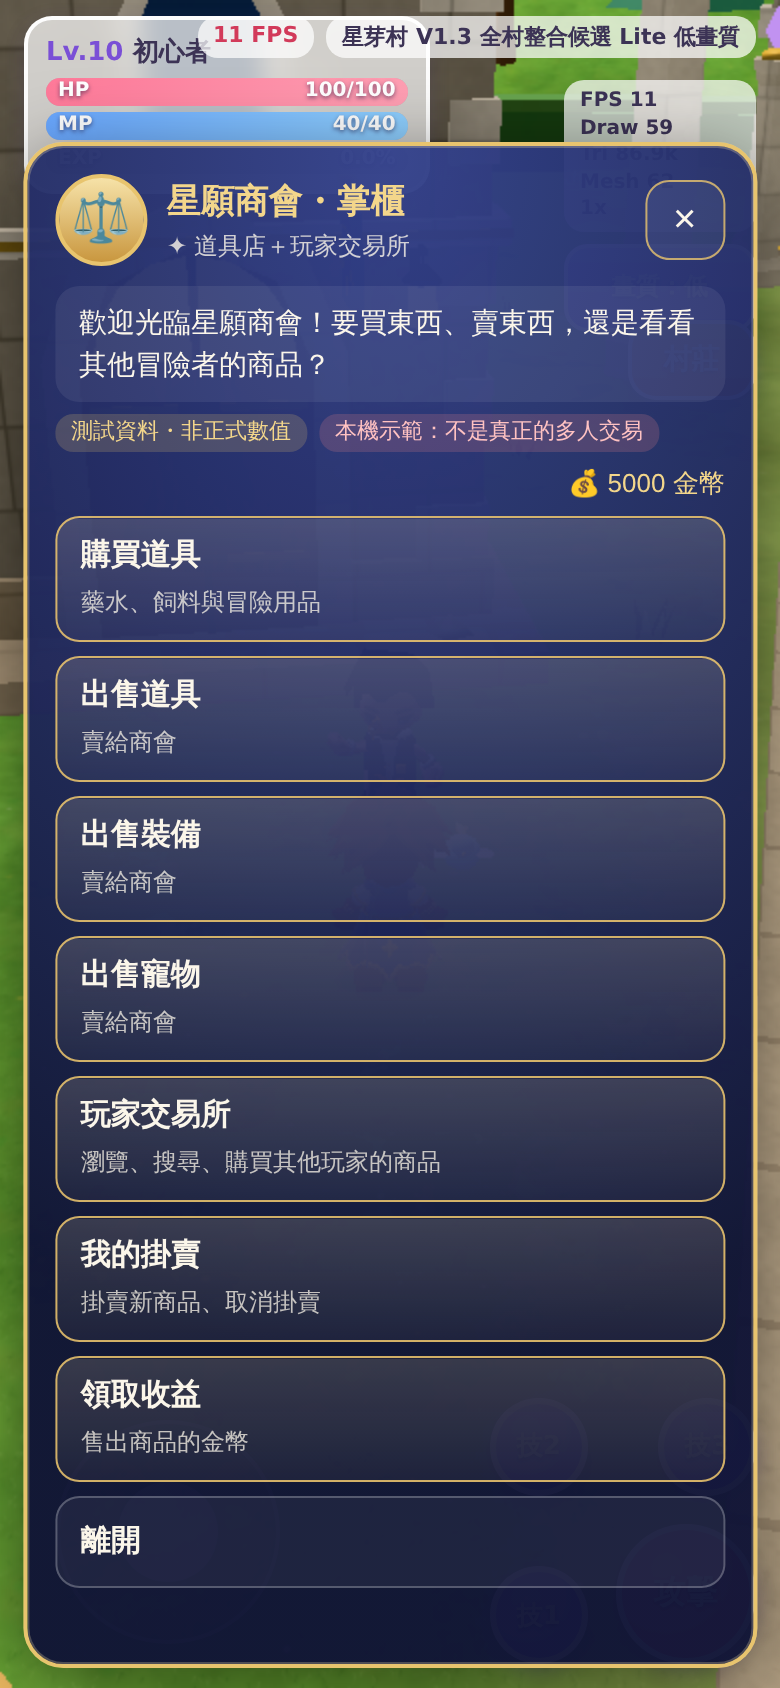 Lv.10 初心者
11 FPS
星芽村 V1.3 全村整合候選 Lite 低畫質
HP 100/100
MP 40/40
EXP
FPS 11
Draw 59
Tri 86.9k
Mesh
1x
星願商會・掌櫃
✦ 道具店＋玩家交易所
×
歡迎光臨星願商會！要買東西、賣東西，還是看看
其他冒險者的商品？
測試資料・非正式數值
本機示範：不是真正的多人交易
💰 5000 金幣
購買道具
藥水、飼料與冒險用品
出售道具
賣給商會
出售裝備
賣給商會
出售寵物
賣給商會
玩家交易所
瀏覽、搜尋、購買其他玩家的商品
我的掛賣
掛賣新商品、取消掛賣
領取收益
售出商品的金幣
離開